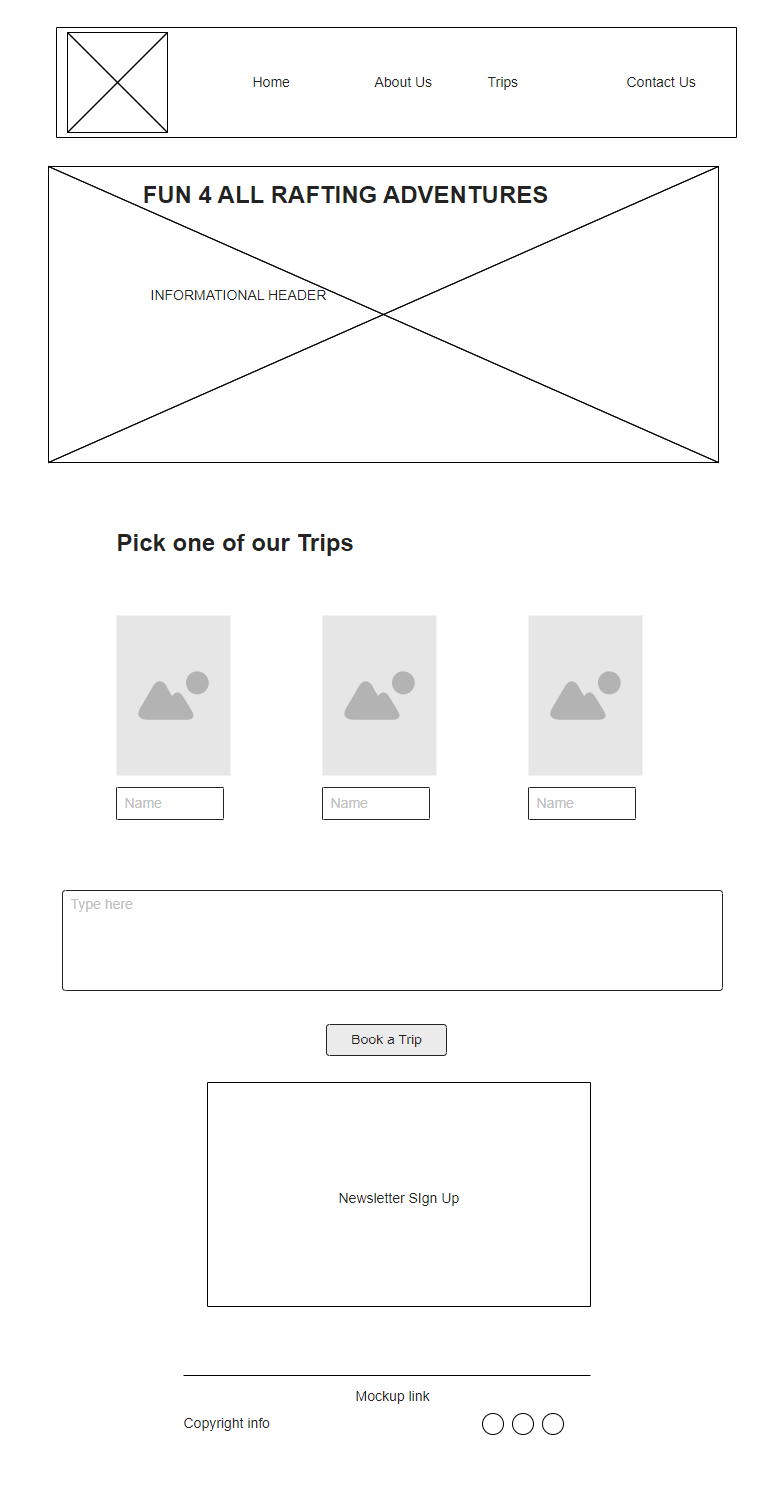 Home About Us Trips Contact Us
FUN 4 ALL RAFTING ADVENTURES
INFORMATIONAL HEADER
Pick one of our Trips
Name Name Name
Type here
Book a Trip
Newsletter SIgn Up
Mockup link
Copyright info